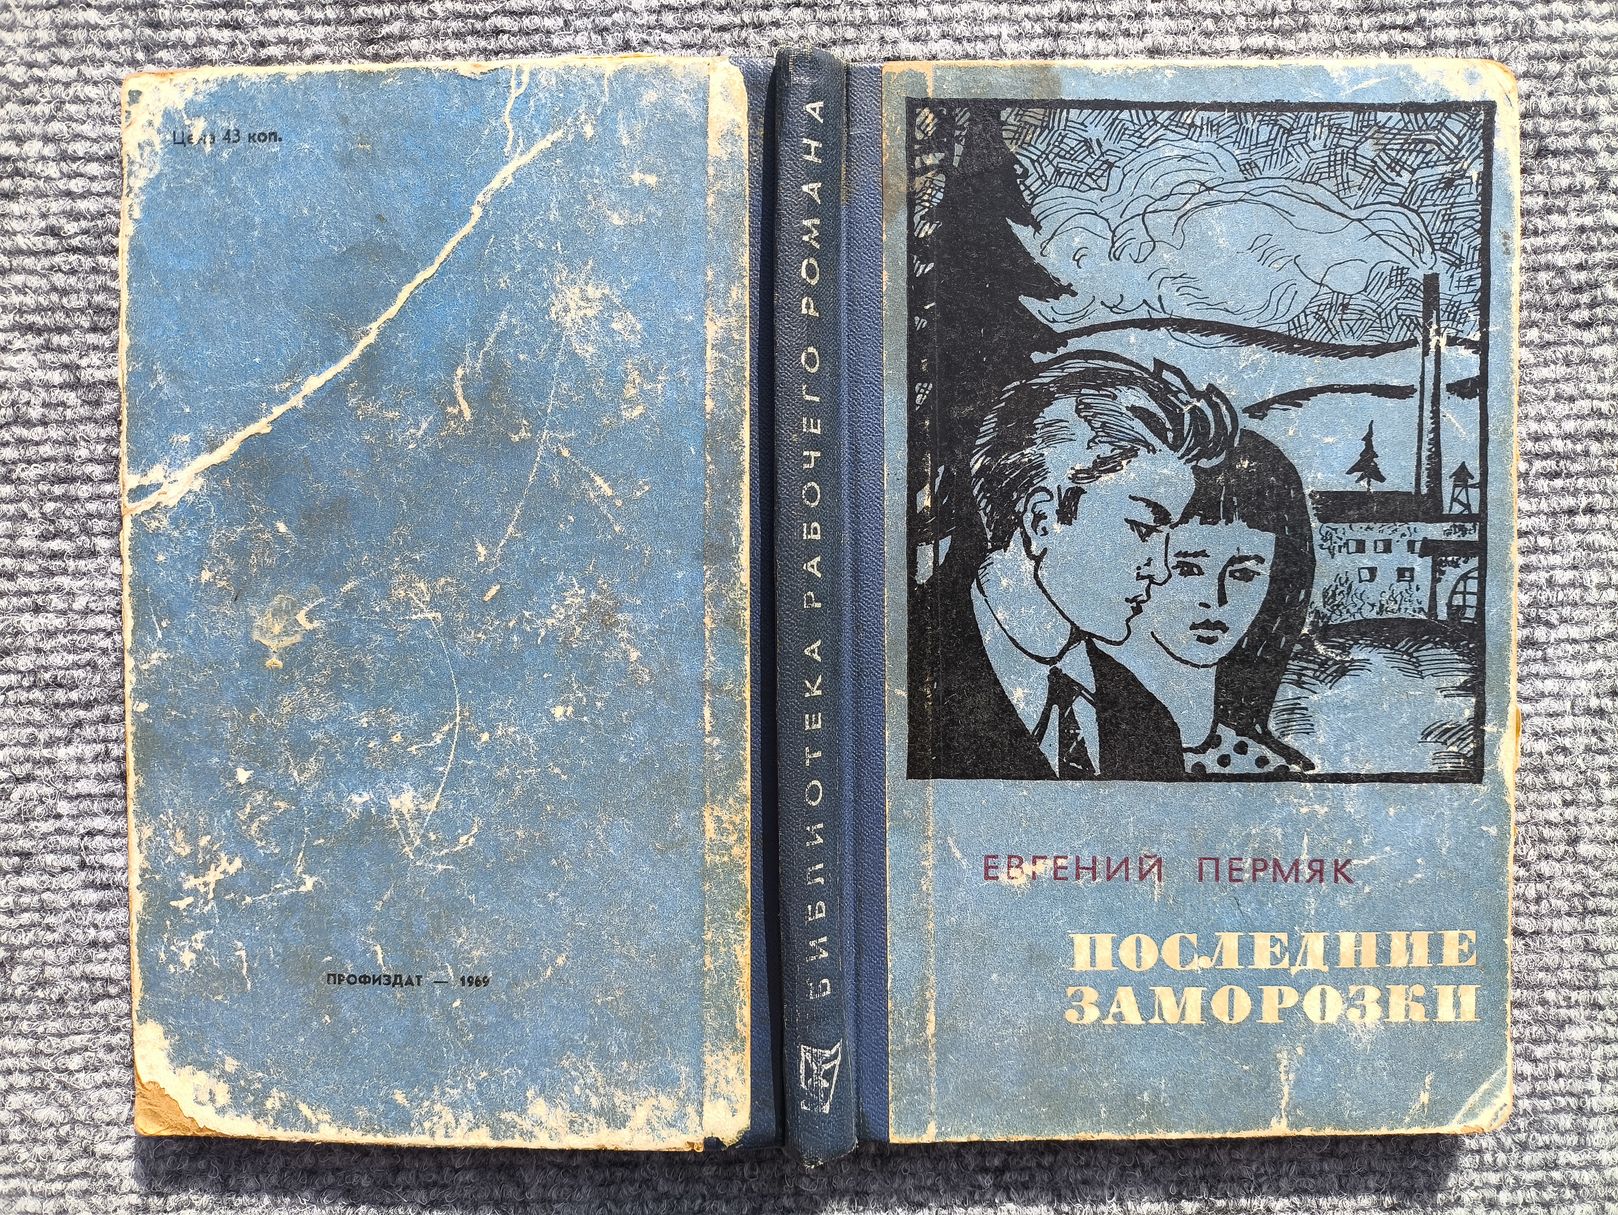 Цена 43 коп.
ПРОФИЗДАТ — 1969
БИБЛИОТЕКА РАБОЧЕГО РОМАНА
ЕВГЕНИЙ ПЕРМЯК
ПОСЛЕДНИЕ
ЗАМОРОЗКИ